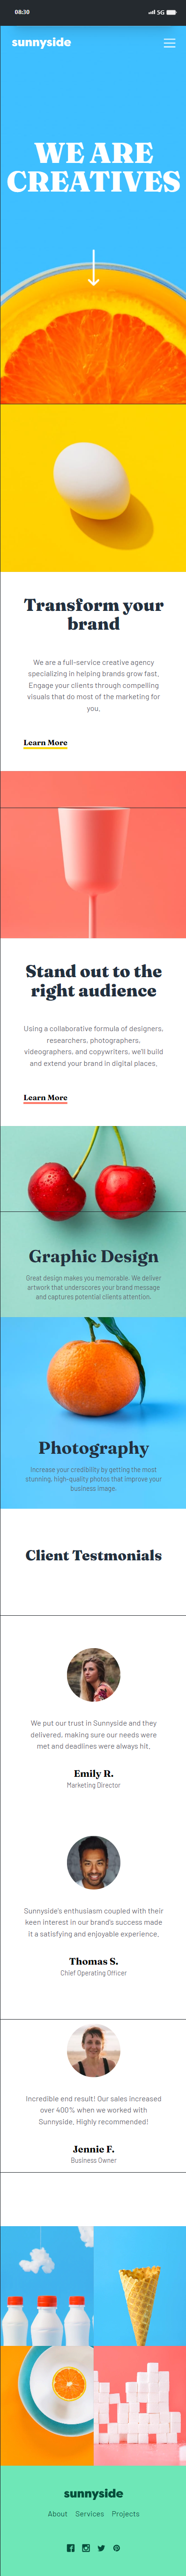 08:30 5G
sunnyside
WE ARE
CREATIVES
Transform your
brand
We are a full-service creative agency
specializing in helping brands grow fast.
Engage your clients through compelling
visuals that do most of the marketing for
you.
Learn More
Stand out to the
right audience
Using a collaborative formula of designers,
researchers, photographers,
videographers, and copywriters, we'll build
and extend your brand in digital places.
Learn More
Graphic Design
Great design makes you memorable. We deliver
artwork that underscores your brand message
and captures potential clients attention.
Photography
Increase your credibility by getting the most
stunning, high-quality photos that improve your
business image.
Client Testmonials
We put our trust in Sunnyside and they
delivered, making sure our needs were
met and deadlines were always hit.
Emily R.
Marketing Director
Sunnyside's enthusiasm coupled with their
keen interest in our brand's success made
it a satisfying and enjoyable experience.
Thomas S.
Chief Operating Officer
Incredible end result! Our sales increased
over 400% when we worked with
Sunnyside. Highly recommended!
Jennie F.
Business Owner
sunnyside
About Services Projects